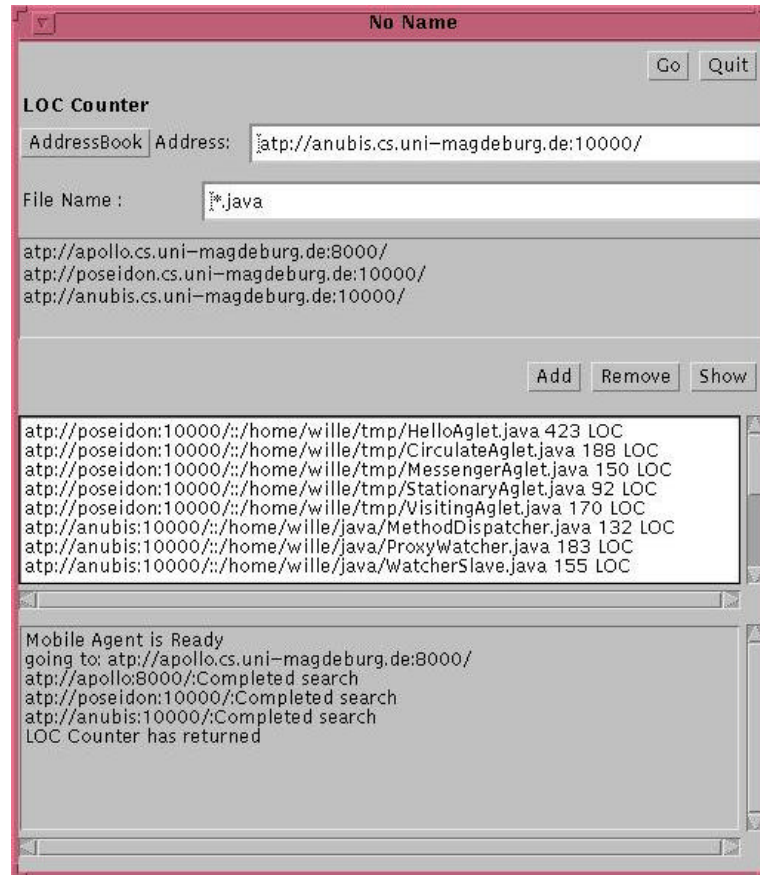 No Name
Go Quit
LOC Counter
AddressBook Address: atp://anubis.cs.uni-magdeburg.de:10000/
File Name : *.java
atp://apollo.cs.uni-magdeburg.de:8000/
atp://poseidon.cs.uni-magdeburg.de:10000/
atp://anubis.cs.uni-magdeburg.de:10000/
Add Remove Show
atp://poseidon:10000/::/home/wille/tmp/HelloAglet.java 423 LOC
atp://poseidon:10000/::/home/wille/tmp/CirculateAglet.java 188 LOC
atp://poseidon:10000/::/home/wille/tmp/MessengerAglet.java 150 LOC
atp://poseidon:10000/::/home/wille/tmp/StationaryAglet.java 92 LOC
atp://poseidon:10000/::/home/wille/tmp/VisitingAglet.java 170 LOC
atp://anubis:10000/::/home/wille/java/MethodDispatcher.java 132 LOC
atp://anubis:10000/::/home/wille/java/ProxyWatcher.java 183 LOC
atp://anubis:10000/::/home/wille/java/WatcherSlave.java 155 LOC
Mobile Agent is Ready
going to: atp://apollo.cs.uni-magdeburg.de:8000/
atp://apollo:8000/:Completed search
atp://poseidon:10000/:Completed search
atp://anubis:10000/:Completed search
LOC Counter has returned